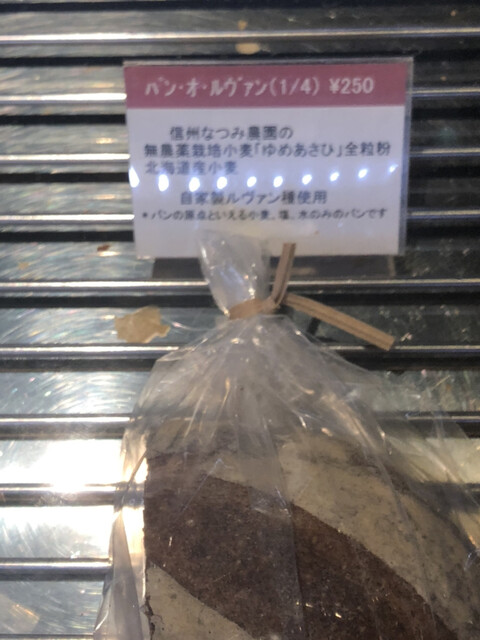 パン・オ・ルヴァン(1/4) ¥250
信州なつみ農園の
無農薬栽培小麦「ゆめあさひ」全粒粉
北海道産小麦
自家製ルヴァン種使用
*パンの原点といえる小麦、塩、水のみのパンです